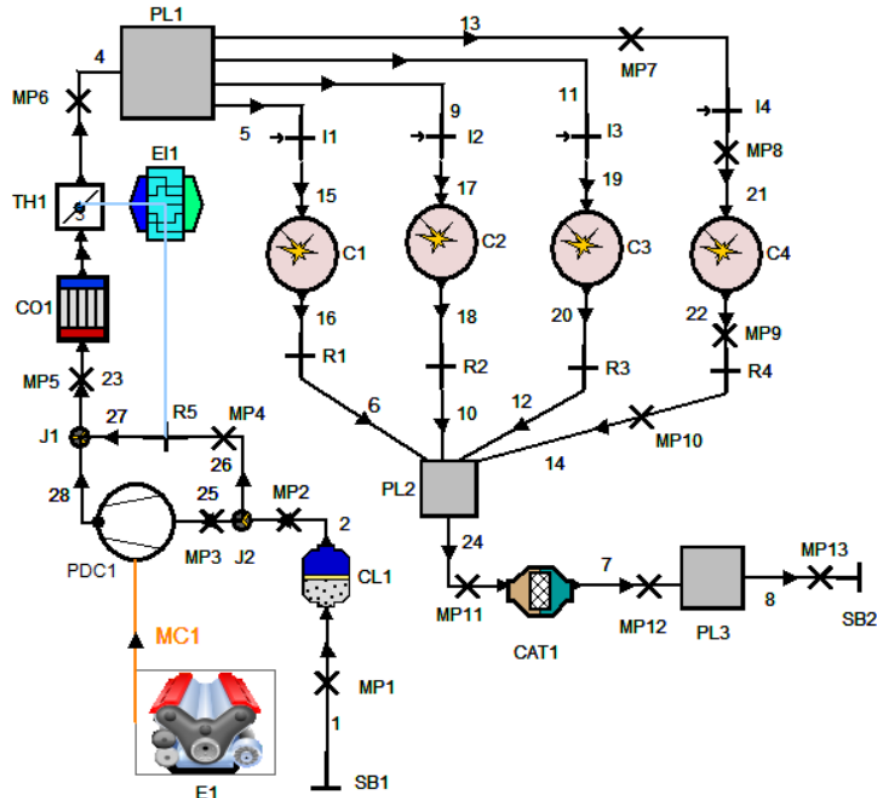 PL1
13
4
MP7
MP6
11
9
5
I1
I2
I3
I4
MP8
EI1
TH1
3
15
17
19
21
C1
C2
C3
C4
16
18
20
22
CO1
MP9
R1
R2
R3
R4
MP5
23
6
10
12
MP10
14
27
R5
MP4
J1
26
28
25
MP2
2
PL2
MP3
J2
PDC1
CL1
24
7
MP13
MP11
MP12
8
SB2
CAT1
PL3
MC1
MP1
1
SB1
E1